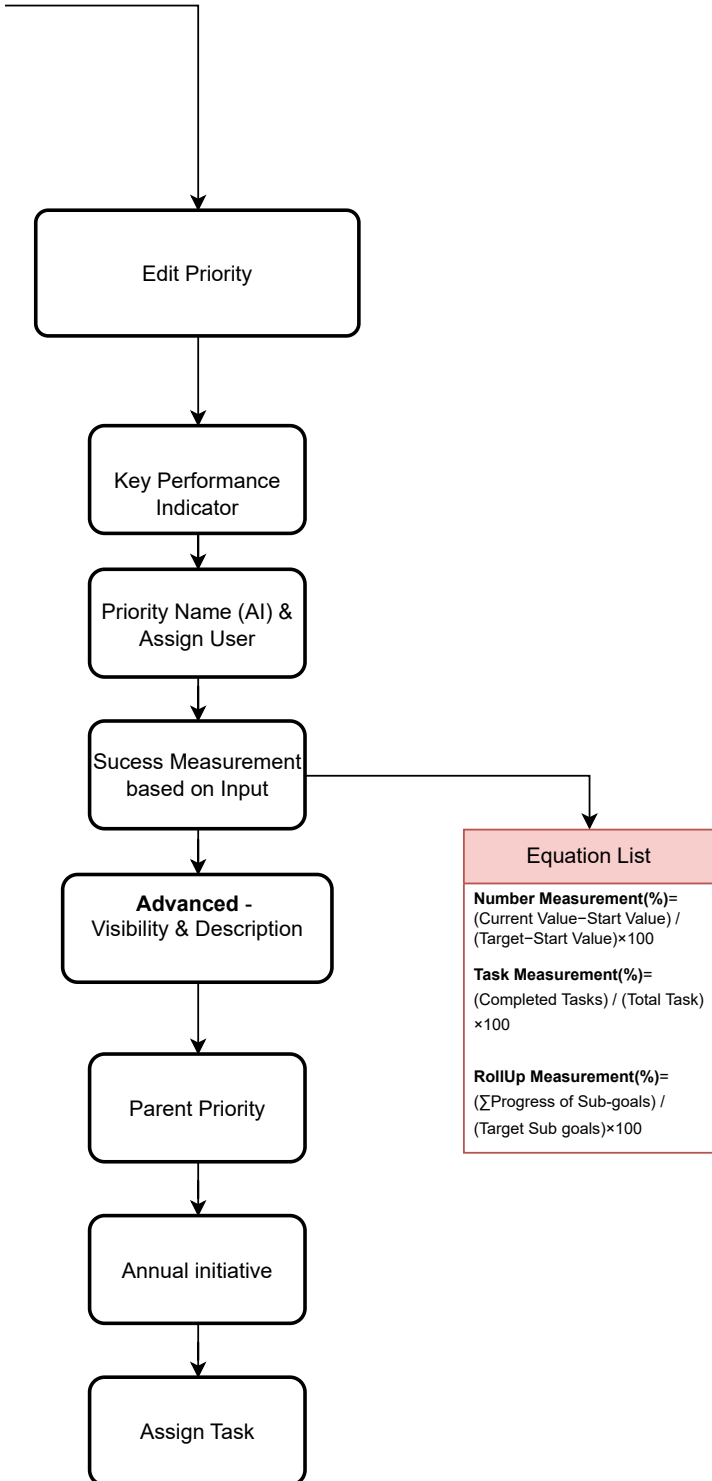 Edit Priority
Key Performance
Indicator
Priority Name (AI) &
Assign User
Sucess Measurement
based on Input
Advanced -
Visibility & Description
Parent Priority
Annual initiative
Assign Task
Equation List
Number Measurement(%)=
(Current Value−Start Value) /
(Target−Start Value)×100
Task Measurement(%)=
(Completed Tasks) / (Total Task)
×100
RollUp Measurement(%)=
(∑Progress of Sub-goals) /
(Target Sub goals)×100